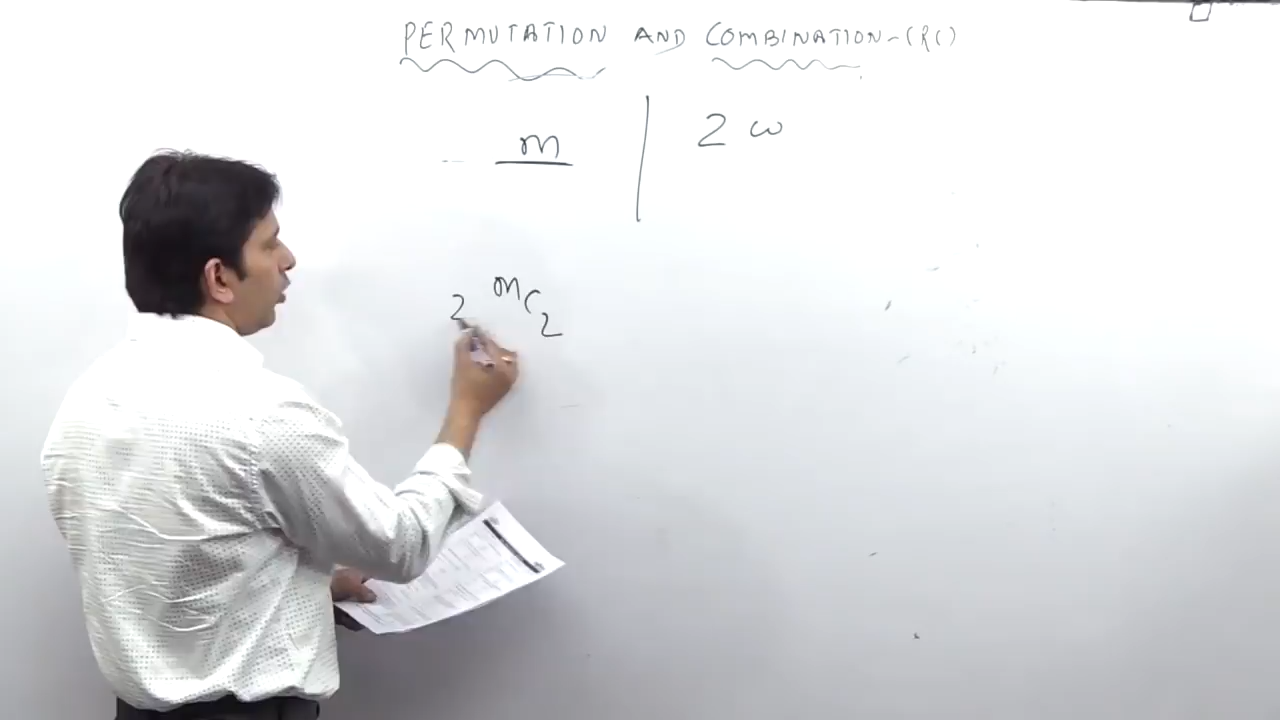 PERMUTATION AND COMBINATION-(RC)
m | 2 ω
2 ᵐC₂